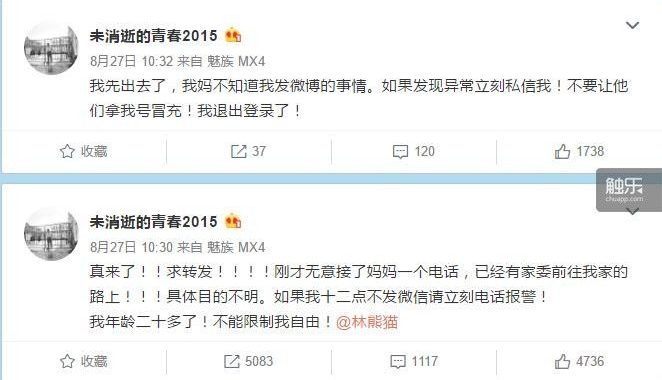 未消逝的青春2015
8月27日 10:32 来自 魅族 MX4
我先出去了，我妈不知道我发微博的事情。如果发现异常立刻私信我！不要让他
们拿我号冒充！我退出登录了！
收藏 37 120 1738
触乐
chuapp.com
未消逝的青春2015
8月27日 10:30 来自 魅族 MX4
真来了！！求转发！！！！刚才无意接了妈妈一个电话，已经有家委前往我家的
路上！！！具体目的不明。如果我十二点不发微信请立刻电话报警！
我年龄二十多了！不能限制我自由！@林熊猫
收藏 5083 1117 4736